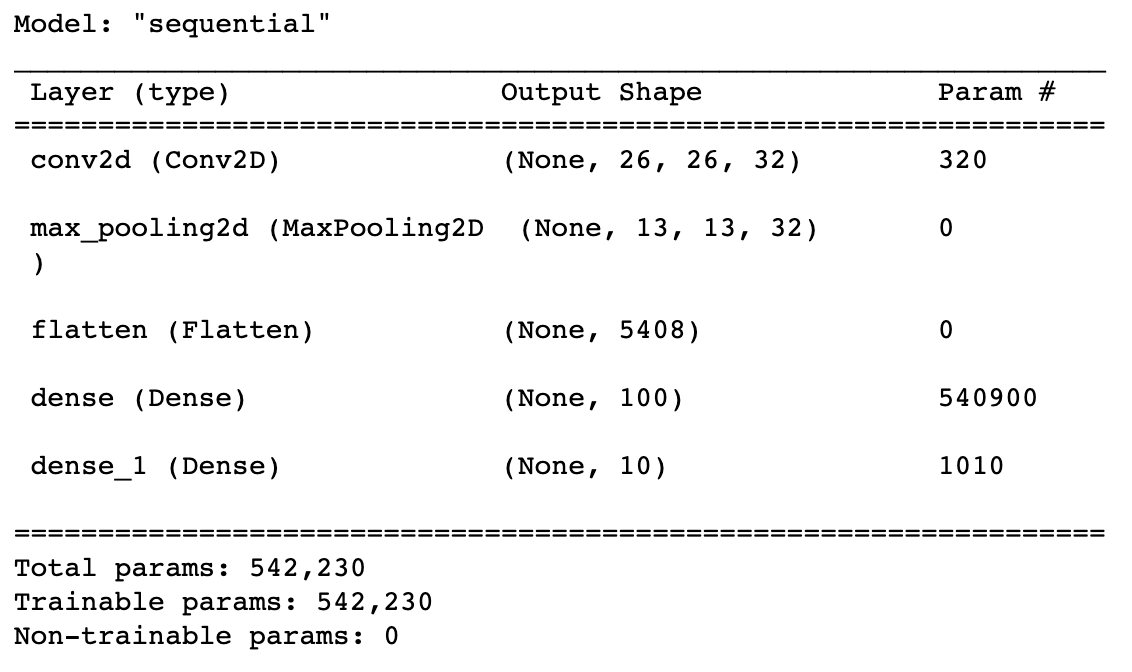 Model: "sequential"
_________________________________________________________________
Layer (type) Output Shape Param #
=================================================================
conv2d (Conv2D) (None, 26, 26, 32) 320
max_pooling2d (MaxPooling2D (None, 13, 13, 32) 0
)
flatten (Flatten) (None, 5408) 0
dense (Dense) (None, 100) 540900
dense_1 (Dense) (None, 10) 1010
=================================================================
Total params: 542,230
Trainable params: 542,230
Non-trainable params: 0